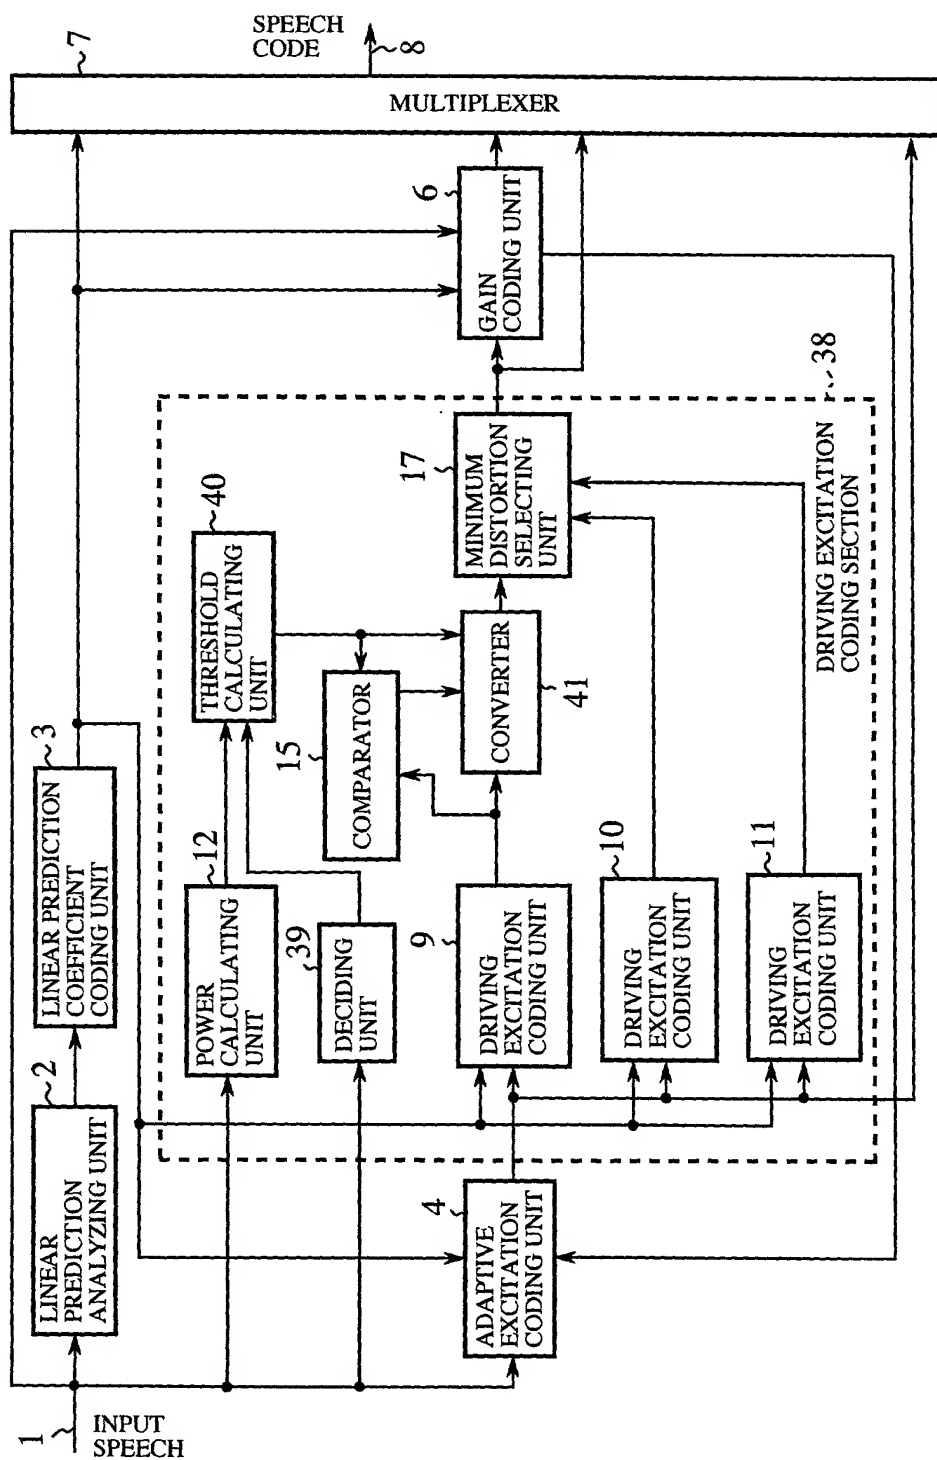 1
INPUT
SPEECH
LINEAR
PREDICTION
ANALYZING UNIT
2
LINEAR PREDICTION
COEFFICIENT
CODING UNIT
3
7
MULTIPLEXER
SPEECH
CODE
8
POWER
CALCULATING
UNIT
12
THRESHOLD
CALCULATING
UNIT
40
DECIDING
UNIT
39
15
COMPARATOR
ADAPTIVE
EXCITATION
CODING UNIT
4
DRIVING
EXCITATION
CODING UNIT
9
CONVERTER
41
MINIMUM
DISTORTION
SELECTING
UNIT
17
GAIN
CODING UNIT
6
DRIVING
EXCITATION
CODING UNIT
10
DRIVING
EXCITATION
CODING UNIT
11
DRIVING EXCITATION
CODING SECTION
38